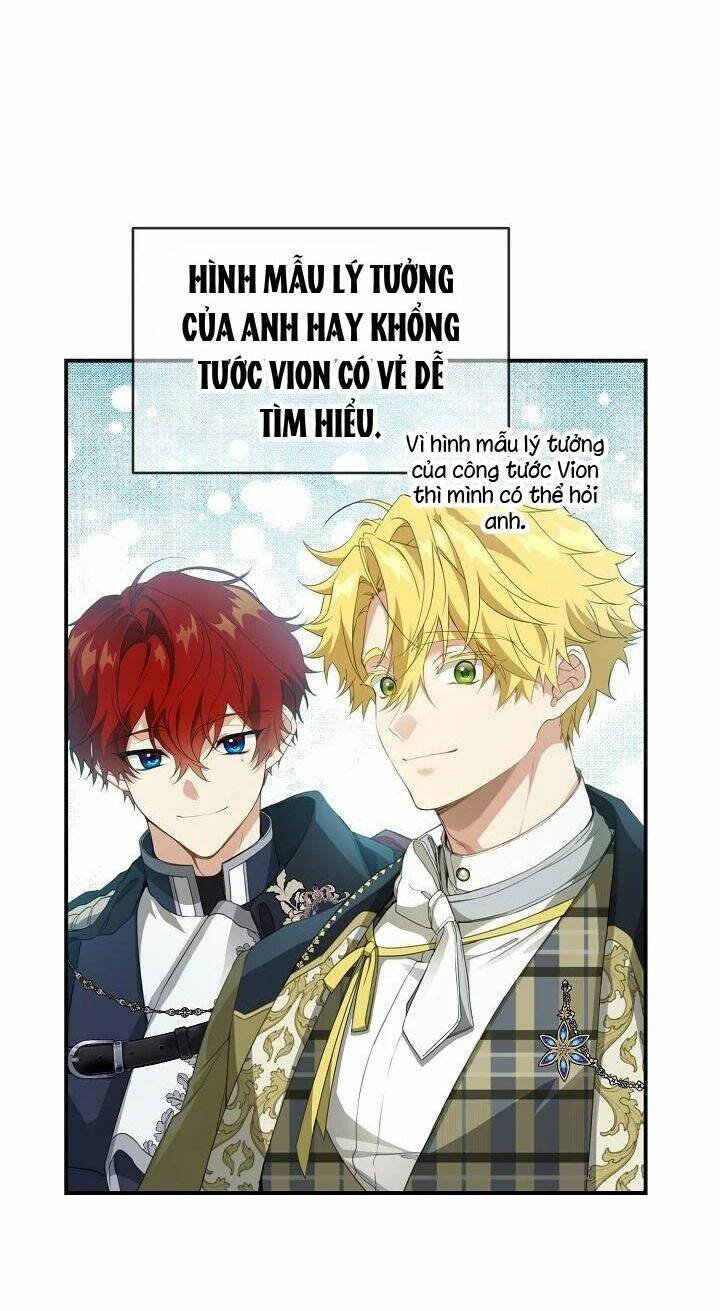 HÌNH MẪU LÝ TƯỞNG
CỦA ANH HAY KHỔNG
TƯỚC VION CÓ VẺ DỄ
TÌM HIỂU.
Vì hình mẫu lý tưởng
của công tước Vion
thì mình có thể hỏi
anh.